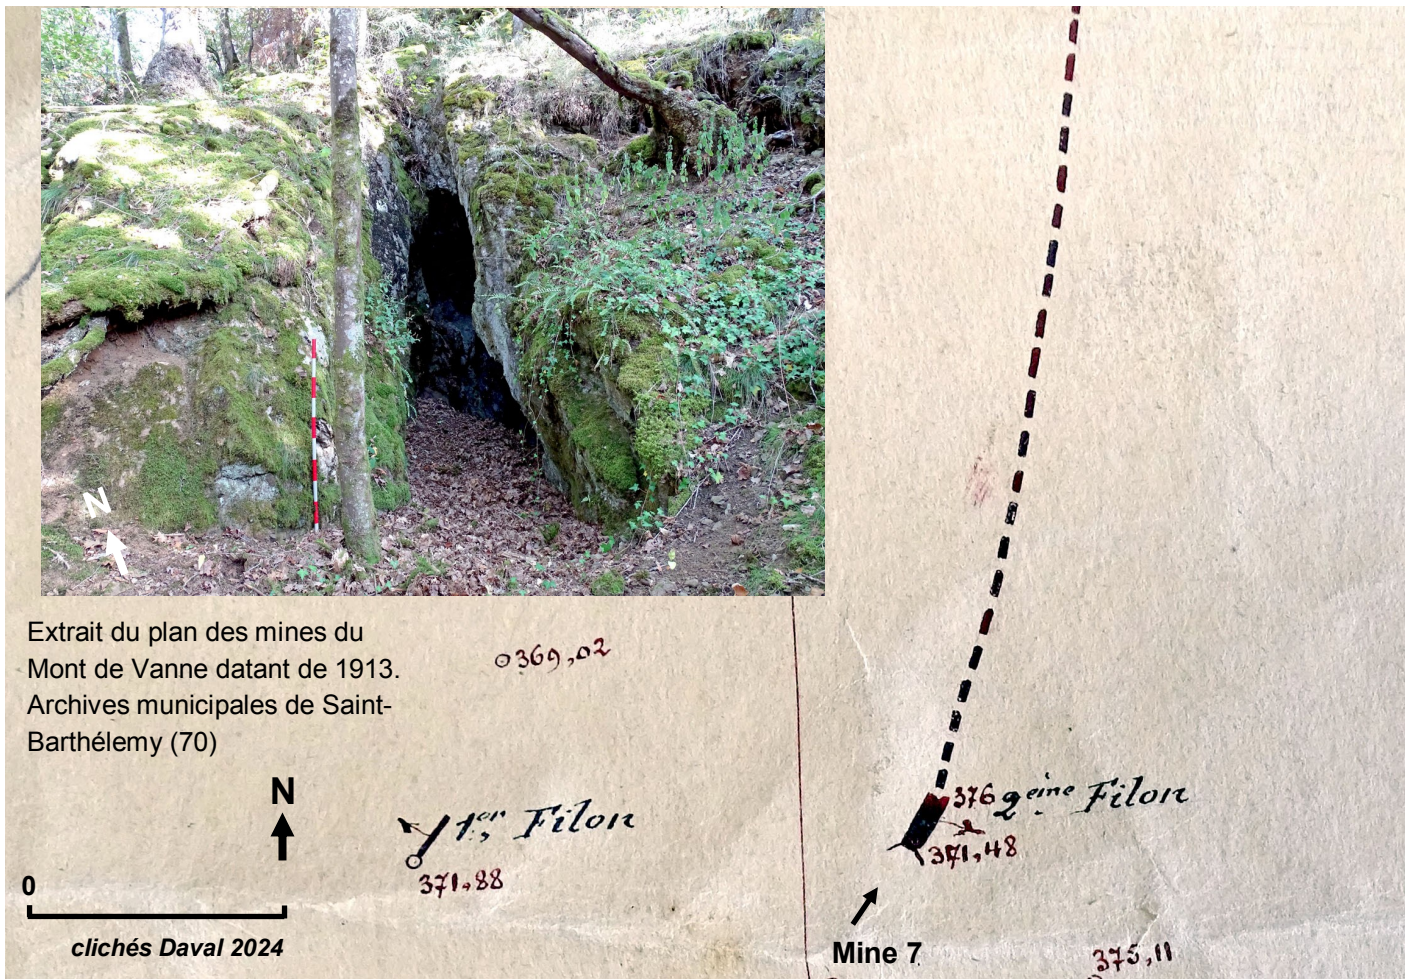 N
Extrait du plan des mines du
Mont de Vanne datant de 1913.
Archives municipales de Saint-
Barthélemy (70)
369,02
N
1er Filon
371,88
376 2eme Filon
371,48
0
clichés Daval 2024
Mine 7
375,11